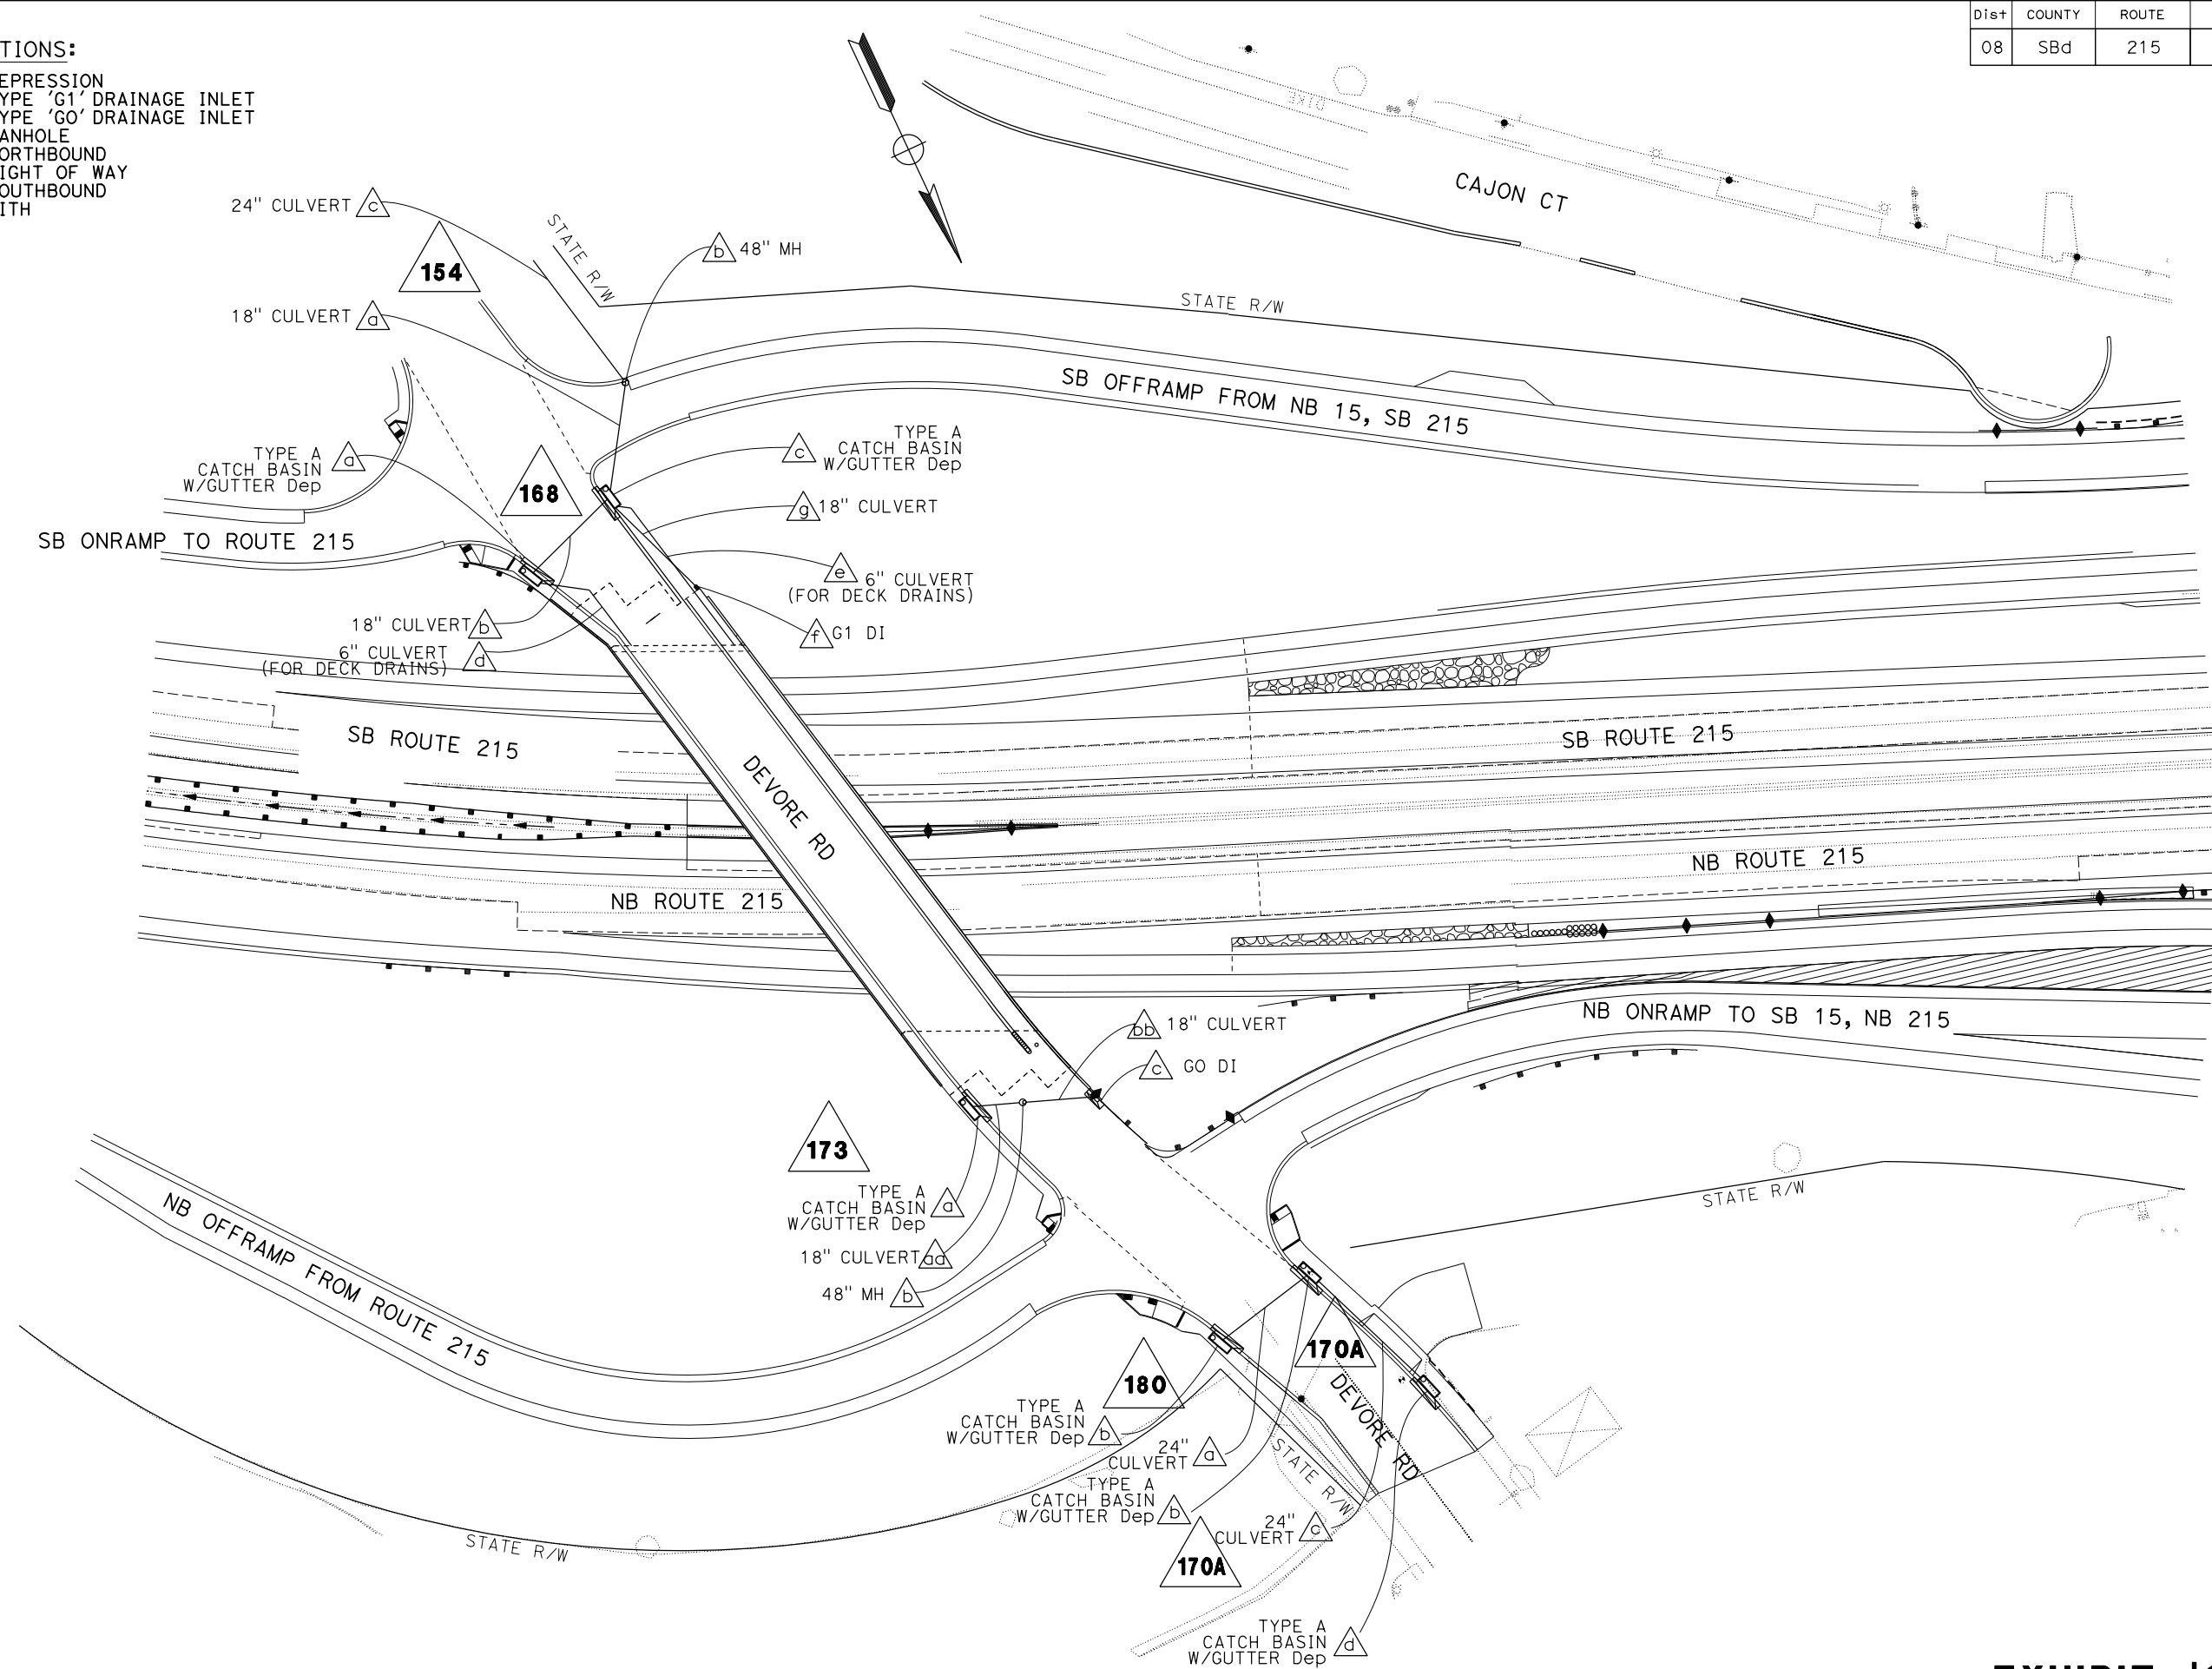 Dist COUNTY ROUTE
08 SBd 215
TIONS:
EPRESSION
YPE 'G1' DRAINAGE INLET
YPE 'GO' DRAINAGE INLET
ANHOLE
ORTHBOUND
IGHT OF WAY
OUTHBOUND
ITH
DIKE
CAJON CT
24" CULVERT c
STATE R/W
b 48" MH
154
STATE R/W
18" CULVERT a
SB OFFRAMP FROM NB 15, SB 215
TYPE A
CATCH BASIN
W/GUTTER Dep
a
c
TYPE A
CATCH BASIN
W/GUTTER Dep
168
g 18" CULVERT
SB ONRAMP TO ROUTE 215
e 6" CULVERT
(FOR DECK DRAINS)
18" CULVERT b
f G1 DI
6" CULVERT
(FOR DECK DRAINS)
d
SB ROUTE 215
SB ROUTE 215
DEVORE RD
NB ROUTE 215
NB ROUTE 215
NB ONRAMP TO SB 15, NB 215
bb 18" CULVERT
c GO DI
173
TYPE A
CATCH BASIN
W/GUTTER Dep
a
STATE R/W
18" CULVERT aa
48" MH b
NB OFFRAMP FROM ROUTE 215
170A
180
DEVORE RD
TYPE A
CATCH BASIN
W/GUTTER Dep
b
24"
CULVERT
a
STATE R/W
TYPE A
CATCH BASIN
W/GUTTER Dep
b
24"
CULVERT
c
STATE R/W
170A
TYPE A
CATCH BASIN
W/GUTTER Dep
d